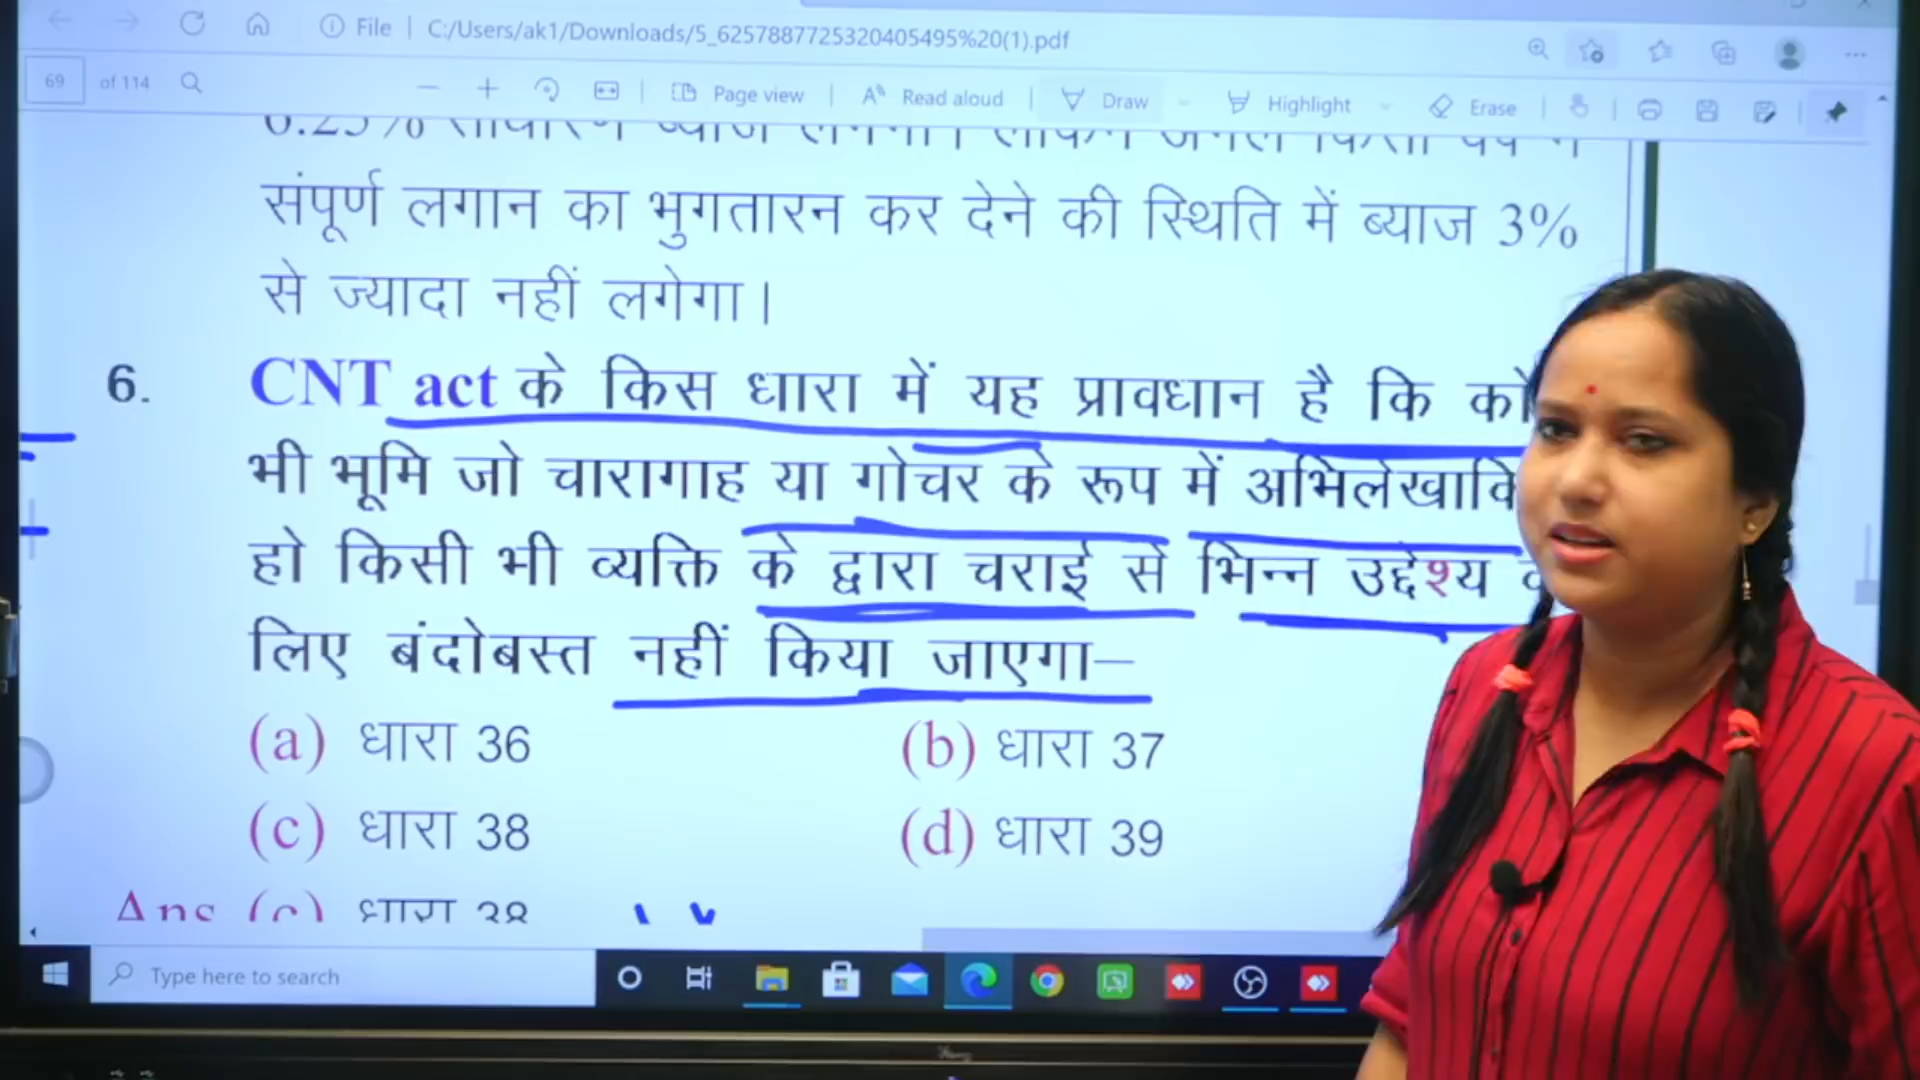 File | C:/Users/ak1/Downloads/5_6257887725320405495%20(1).pdf
69 of 114 Page view Read aloud Draw Highlight Erase
संपूर्ण लगान का भुगतारन कर देने की स्थिति में ब्याज 3%
से ज्यादा नहीं लगेगा।
6. CNT act के किस धारा में यह प्रावधान है कि
भी भूमि जो चारागाह या गोचर के रूप में
हो किसी भी व्यक्ति के द्वारा चराई से भिन्न उद्देश्य
लिए बंदोबस्त नहीं किया जाएगा–
(a) धारा 36 (b) धारा 37
(c) धारा 38 (d) धारा 39
Ans (c) धारा 38
Type here to search